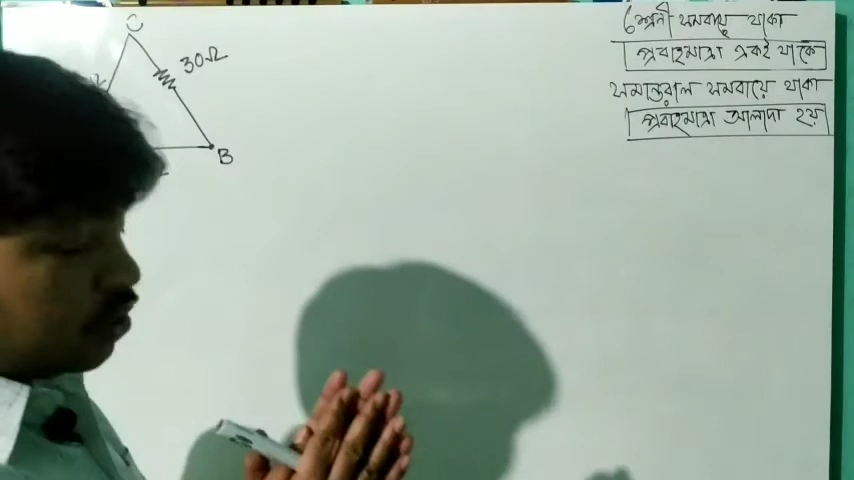 C
30Ω
Ω
B
শ্রেনী সমবায়ে থাকা
প্রবাহমাত্রা একই থাকে
সমান্তরাল সমবায়ে থাকা
প্রবাহমাত্রা আলাদা হয়